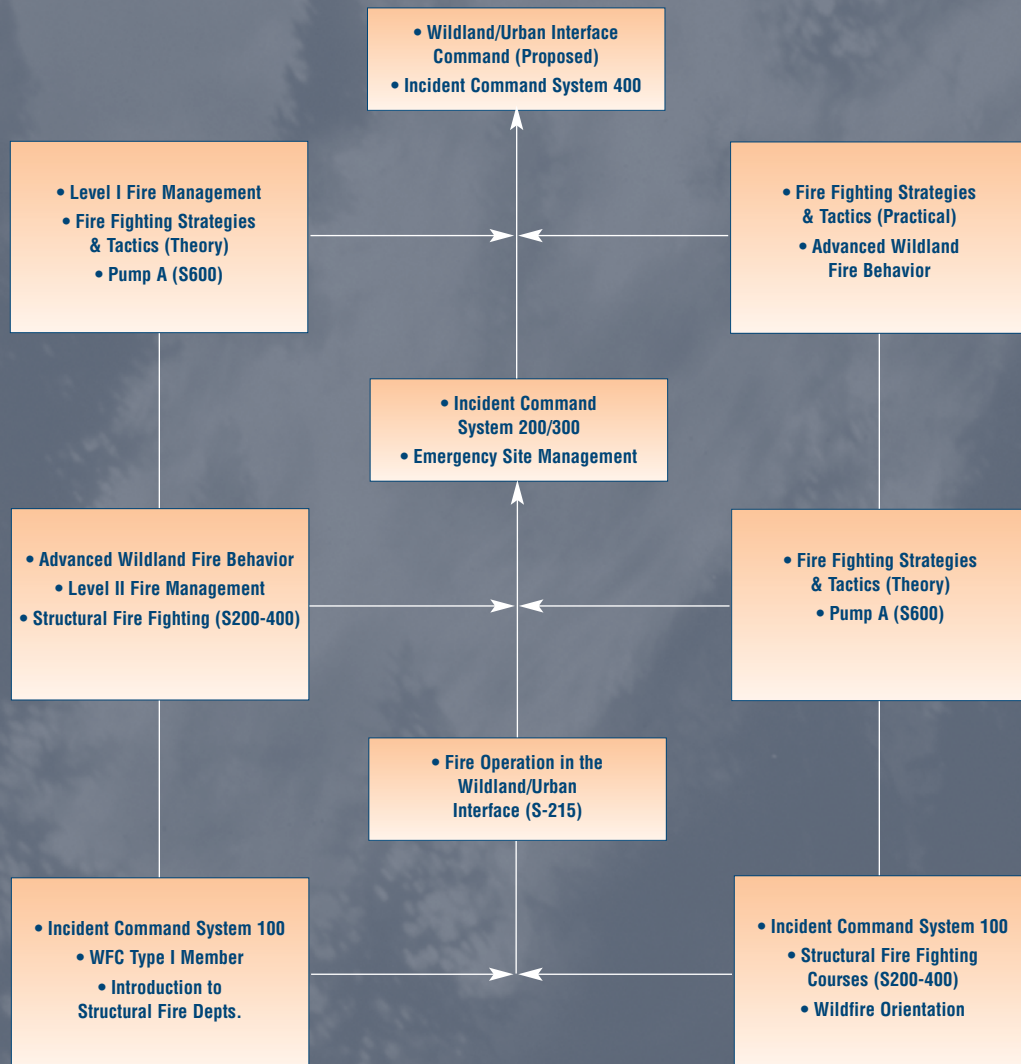 • Wildland/Urban Interface
Command (Proposed)
• Incident Command System 400
• Level I Fire Management
• Fire Fighting Strategies
& Tactics (Theory)
• Pump A (S600)
• Fire Fighting Strategies
& Tactics (Practical)
• Advanced Wildland
Fire Behavior
• Incident Command
System 200/300
• Emergency Site Management
• Advanced Wildland Fire Behavior
• Level II Fire Management
• Structural Fire Fighting (S200-400)
• Fire Fighting Strategies
& Tactics (Theory)
• Pump A (S600)
• Fire Operation in the
Wildland/Urban
Interface (S-215)
• Incident Command System 100
• WFC Type I Member
• Introduction to
Structural Fire Depts.
• Incident Command System 100
• Structural Fire Fighting
Courses (S200-400)
• Wildfire Orientation